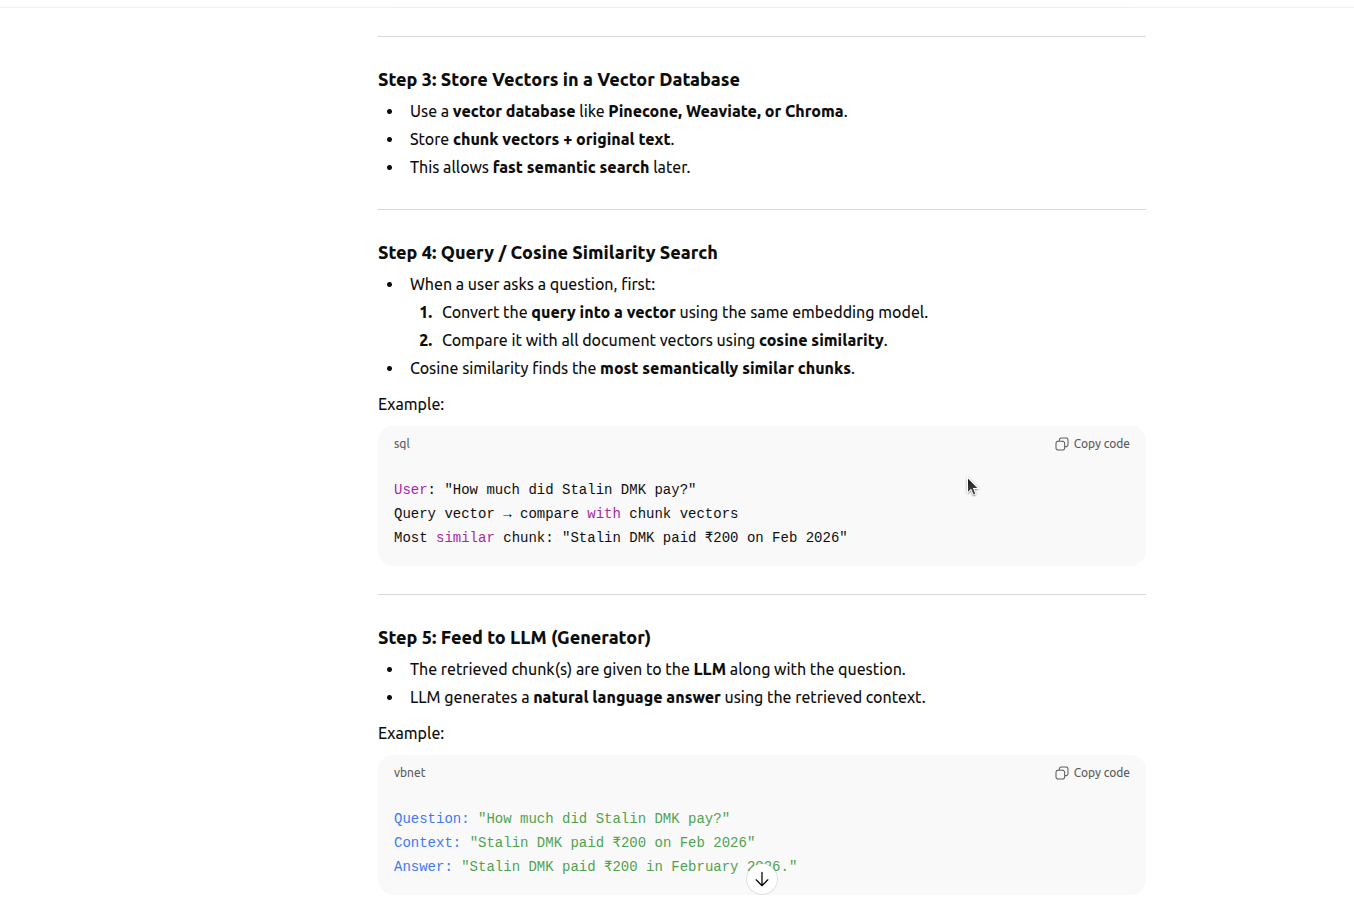 Step 3: Store Vectors in a Vector Database
• Use a vector database like Pinecone, Weaviate, or Chroma.
• Store chunk vectors + original text.
• This allows fast semantic search later.
Step 4: Query / Cosine Similarity Search
• When a user asks a question, first:
1. Convert the query into a vector using the same embedding model.
2. Compare it with all document vectors using cosine similarity.
• Cosine similarity finds the most semantically similar chunks.
Example:
sql Copy code
User: "How much did Stalin DMK pay?"
Query vector → compare with chunk vectors
Most similar chunk: "Stalin DMK paid ₹200 on Feb 2026"
Step 5: Feed to LLM (Generator)
• The retrieved chunk(s) are given to the LLM along with the question.
• LLM generates a natural language answer using the retrieved context.
Example:
vbnet Copy code
Question: "How much did Stalin DMK pay?"
Context: "Stalin DMK paid ₹200 on Feb 2026"
Answer: "Stalin DMK paid ₹200 in February 2026."